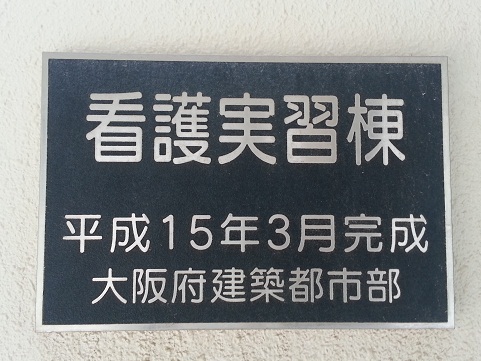 看護実習棟
平成15年3月完成
大阪府建築都市部